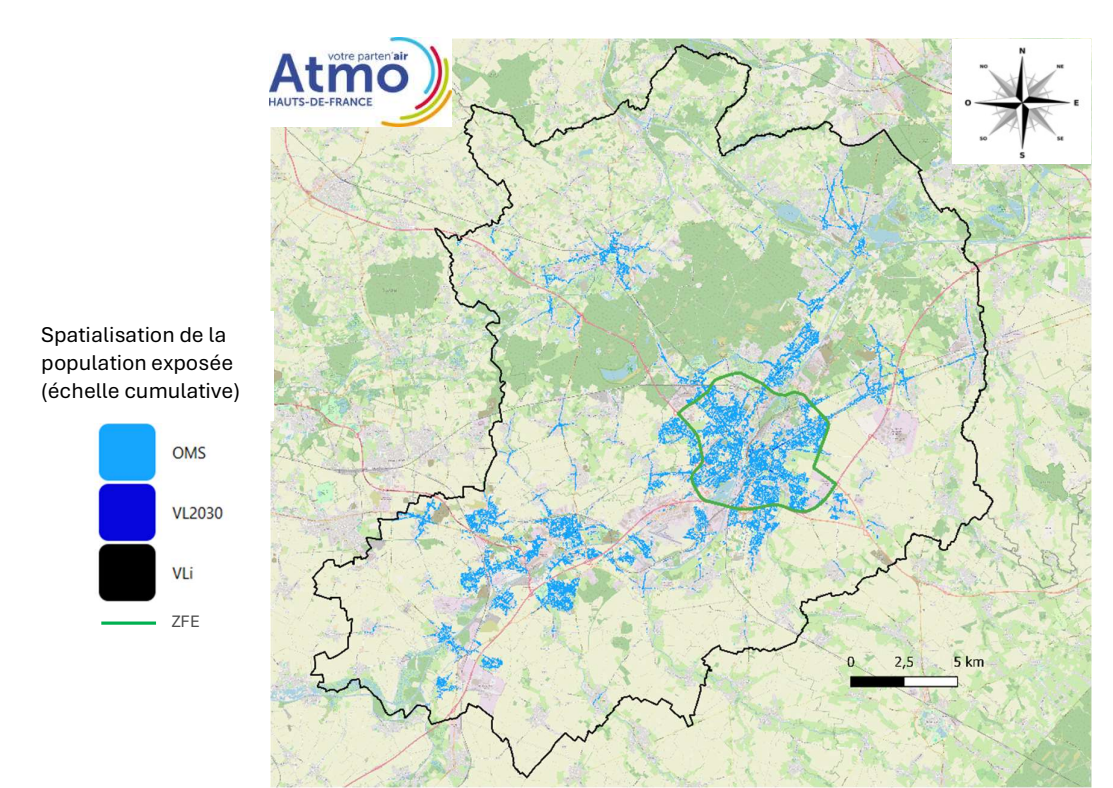 votre parten'air
Atmo
HAUTS-DE-FRANCE
N
NO
NE
O
E
SO
SE
S
Spatialisation de la
population exposée
(échelle cumulative)
OMS
VL2030
VLi
ZFE
0 2,5 5 km